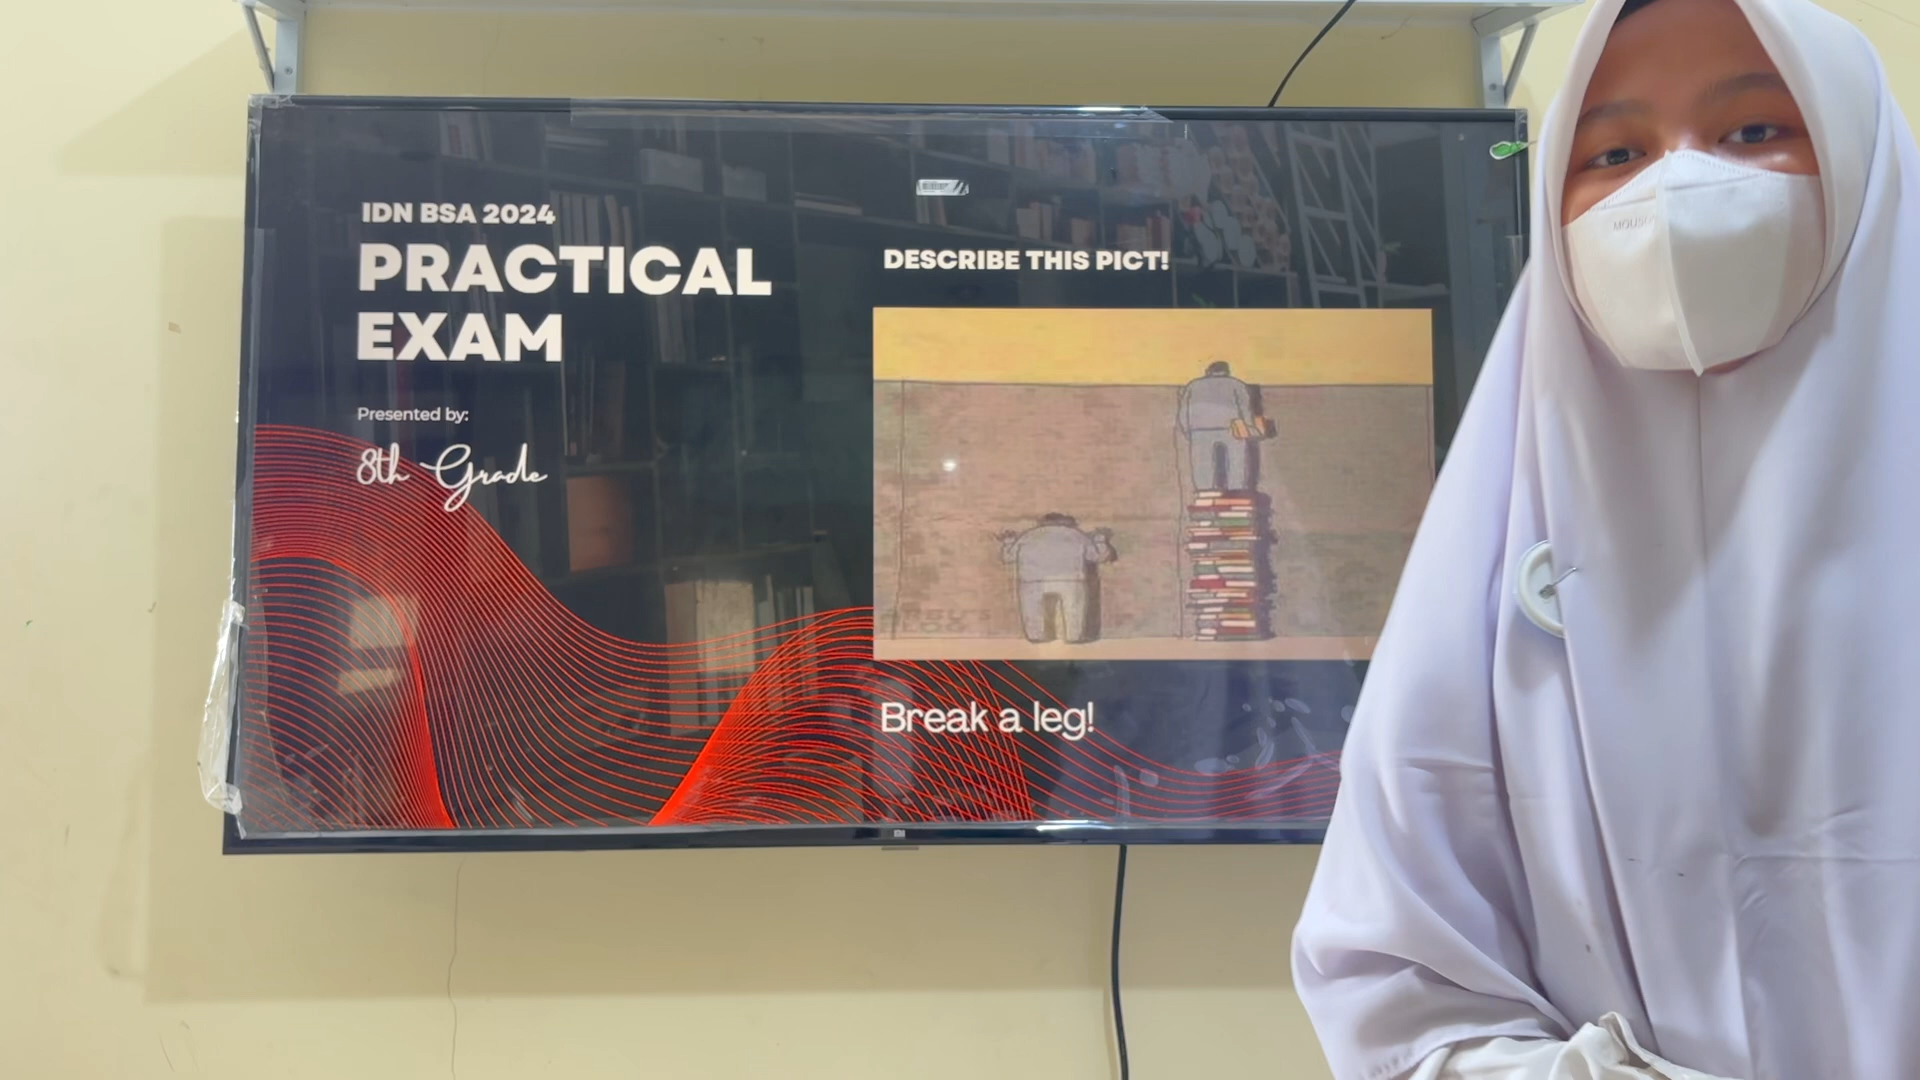 IDN BSA 2024
PRACTICAL
EXAM
Presented by:
8th Grade
DESCRIBE THIS PICT!
Break a leg!